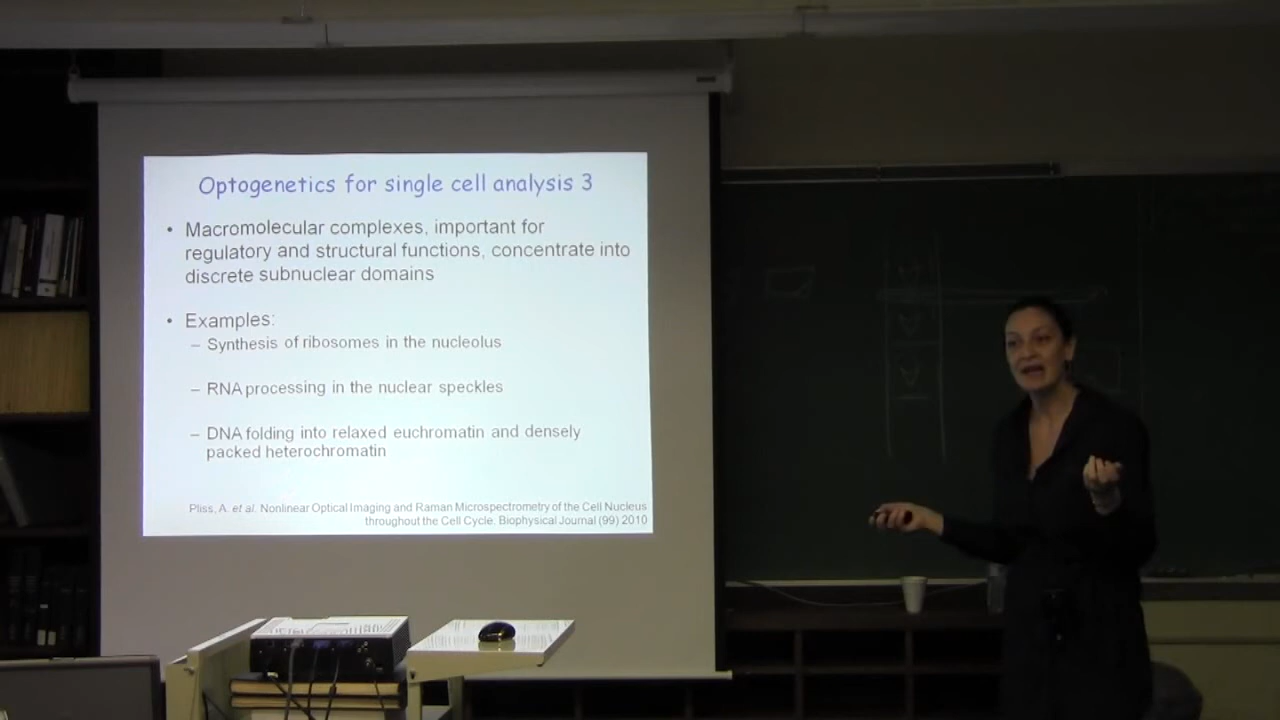 Optogenetics for single cell analysis 3
• Macromolecular complexes, important for
regulatory and structural functions, concentrate into
discrete subnuclear domains
• Examples:
– Synthesis of ribosomes in the nucleolus
– RNA processing in the nuclear speckles
– DNA folding into relaxed euchromatin and densely
packed heterochromatin
Pliss, A. et al. Nonlinear Optical Imaging and Raman Microspectrometry of the Cell Nucleus
throughout the Cell Cycle. Biophysical Journal (99) 2010